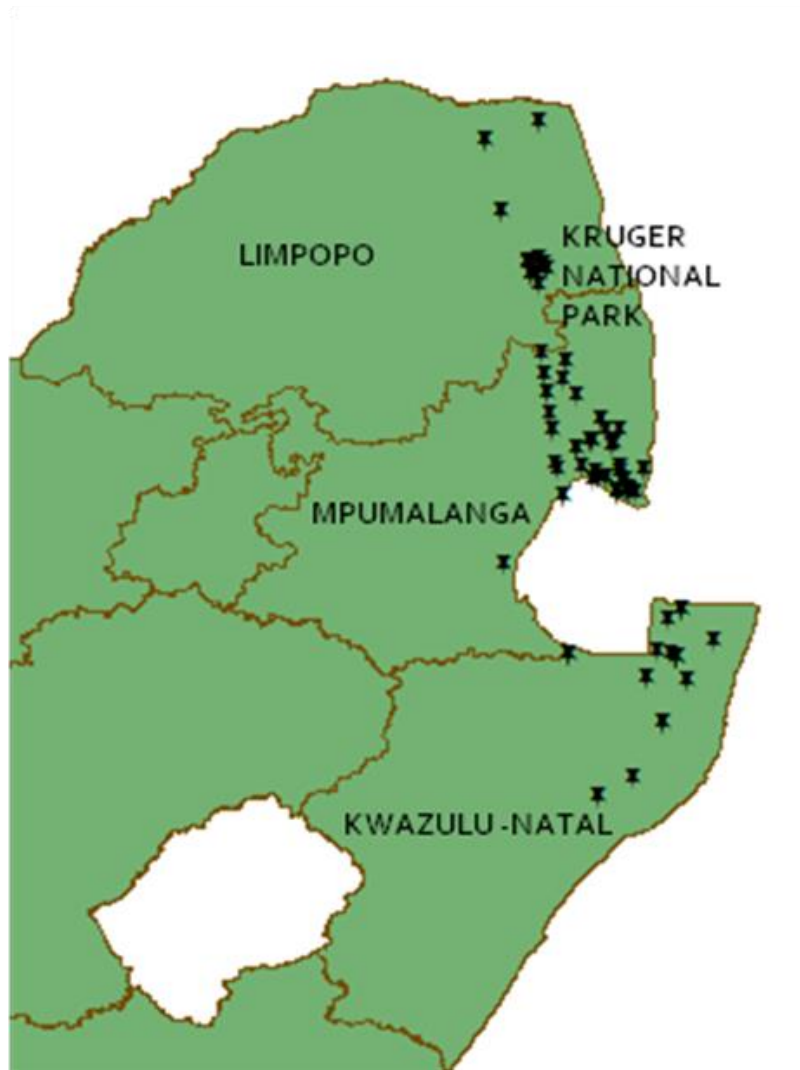 KRUGER
LIMPOPO
NATIONAL
PARK
MPUMALANGA
KWAZULU-NATAL